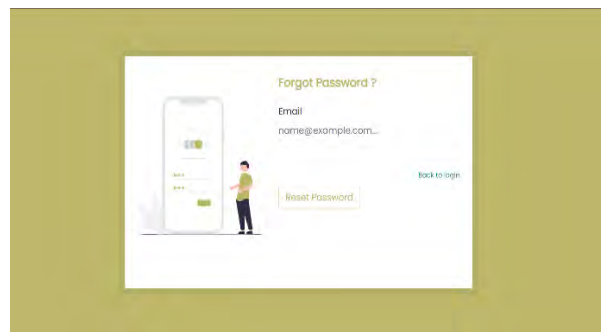 Forgot Password ?
Email
name@example.com...
Back to login
Reset Password